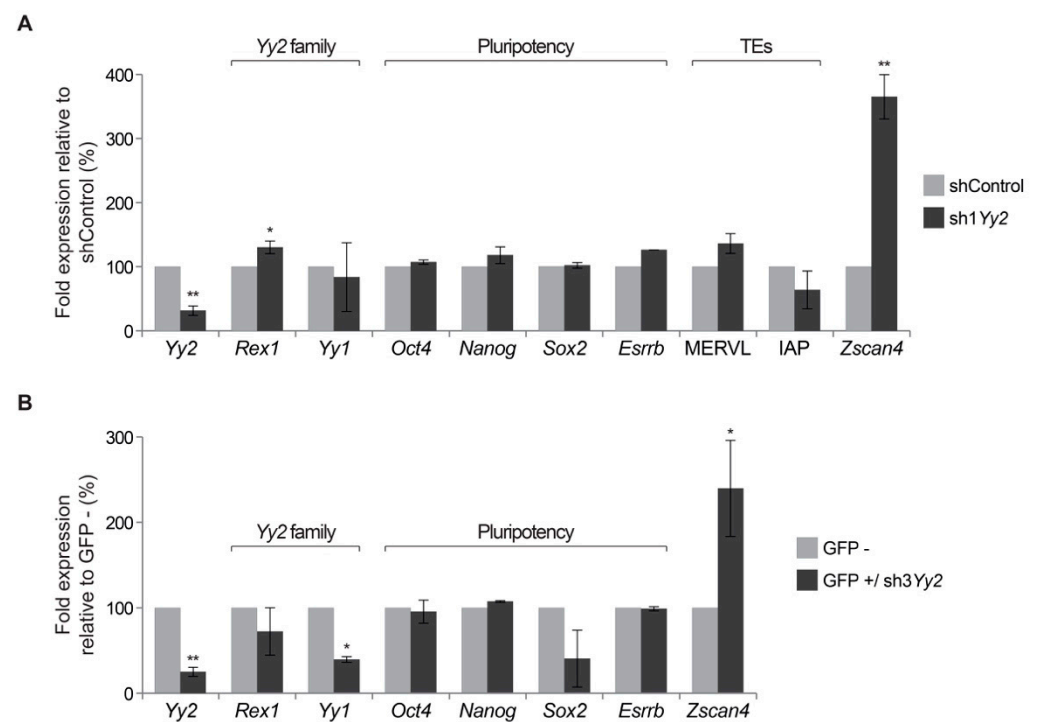 A
Yy2 family
Pluripotency
TEs
Fold expression relative to
shControl (%)
400
300
200
100
0
**
*
**
Yy2
Rex1
Yy1
Oct4
Nanog
Sox2
Esrrb
MERVL
IAP
Zscan4
shControl
sh1Yy2
B
Yy2 family
Pluripotency
Fold expression
relative to GFP - (%)
300
200
100
0
**
*
*
Yy2
Rex1
Yy1
Oct4
Nanog
Sox2
Esrrb
Zscan4
GFP -
GFP +/ sh3Yy2